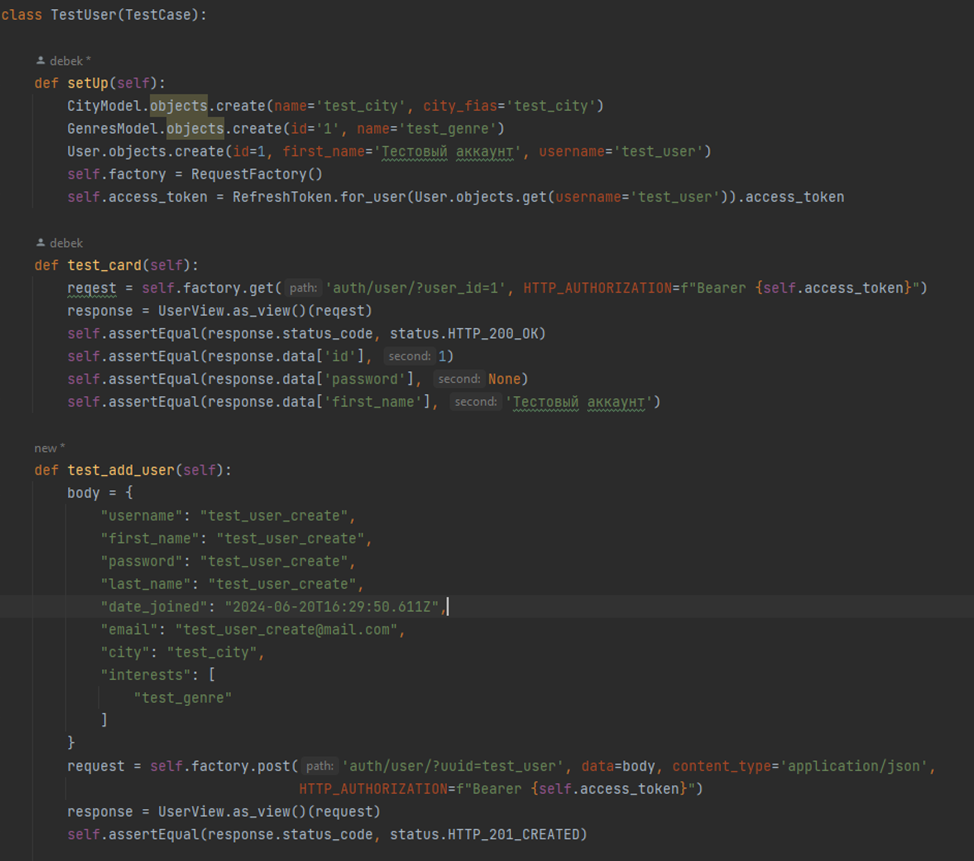 class TestUser(TestCase):
debek *
def setUp(self):
CityModel.objects.create(name='test_city', city_fias='test_city')
GenresModel.objects.create(id='1', name='test_genre')
User.objects.create(id=1, first_name='Тестовый аккаунт', username='test_user')
self.factory = RequestFactory()
self.access_token = RefreshToken.for_user(User.objects.get(username='test_user')).access_token
debek
def test_card(self):
reqest = self.factory.get( path: 'auth/user/?user_id=1', HTTP_AUTHORIZATION=f"Bearer {self.access_token}")
response = UserView.as_view()(reqest)
self.assertEqual(response.status_code, status.HTTP_200_OK)
self.assertEqual(response.data['id'], second: 1)
self.assertEqual(response.data['password'], second: None)
self.assertEqual(response.data['first_name'], second: 'Тестовый аккаунт')
new *
def test_add_user(self):
body = {
"username": "test_user_create",
"first_name": "test_user_create",
"password": "test_user_create",
"last_name": "test_user_create",
"date_joined": "2024-06-20T16:29:50.611Z",
"email": "test_user_create@mail.com",
"city": "test_city",
"interests": [
"test_genre"
]
}
request = self.factory.post( path: 'auth/user/?uuid=test_user', data=body, content_type='application/json',
HTTP_AUTHORIZATION=f"Bearer {self.access_token}")
response = UserView.as_view()(request)
self.assertEqual(response.status_code, status.HTTP_201_CREATED)